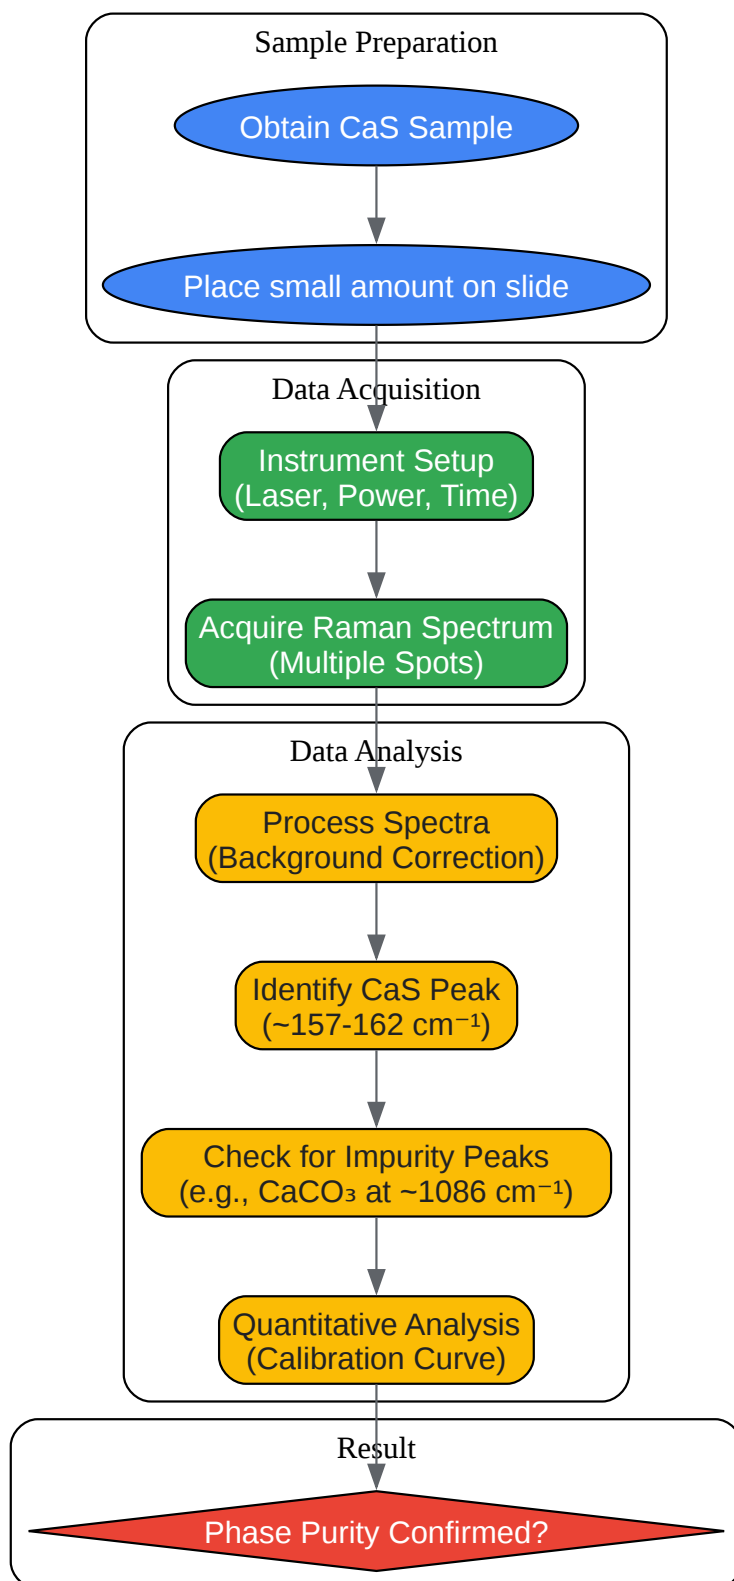 Sample Preparation
Obtain CaS Sample
Place small amount on slide
Data Acquisition
Instrument Setup
(Laser, Power, Time)
Acquire Raman Spectrum
(Multiple Spots)
Data Analysis
Process Spectra
(Background Correction)
Identify CaS Peak
(~157-162 cm⁻¹)
Check for Impurity Peaks
(e.g., CaCO₃ at ~1086 cm⁻¹)
Quantitative Analysis
(Calibration Curve)
Result
Phase Purity Confirmed?